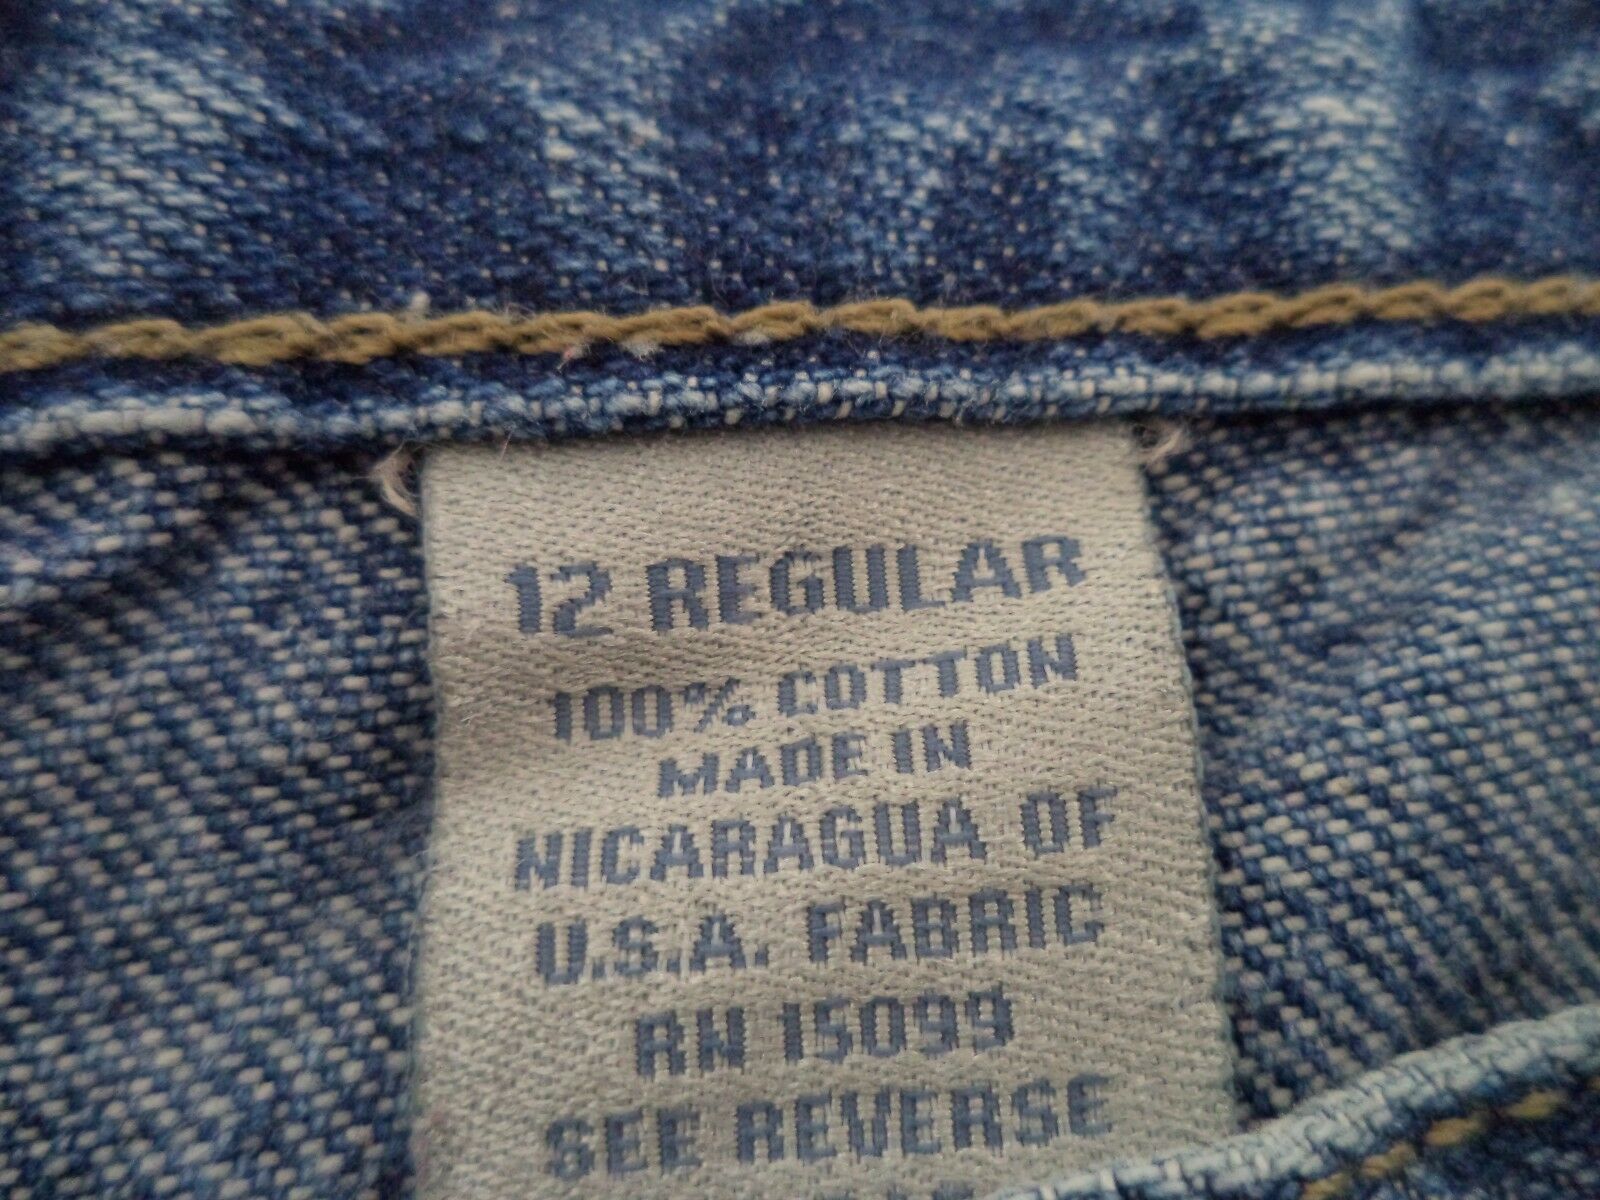 12 REGULAR
100% COTTON
MADE IN
NICARAGUA OF
U.S.A. FABRIC
RN 15099
SEE REVERSE